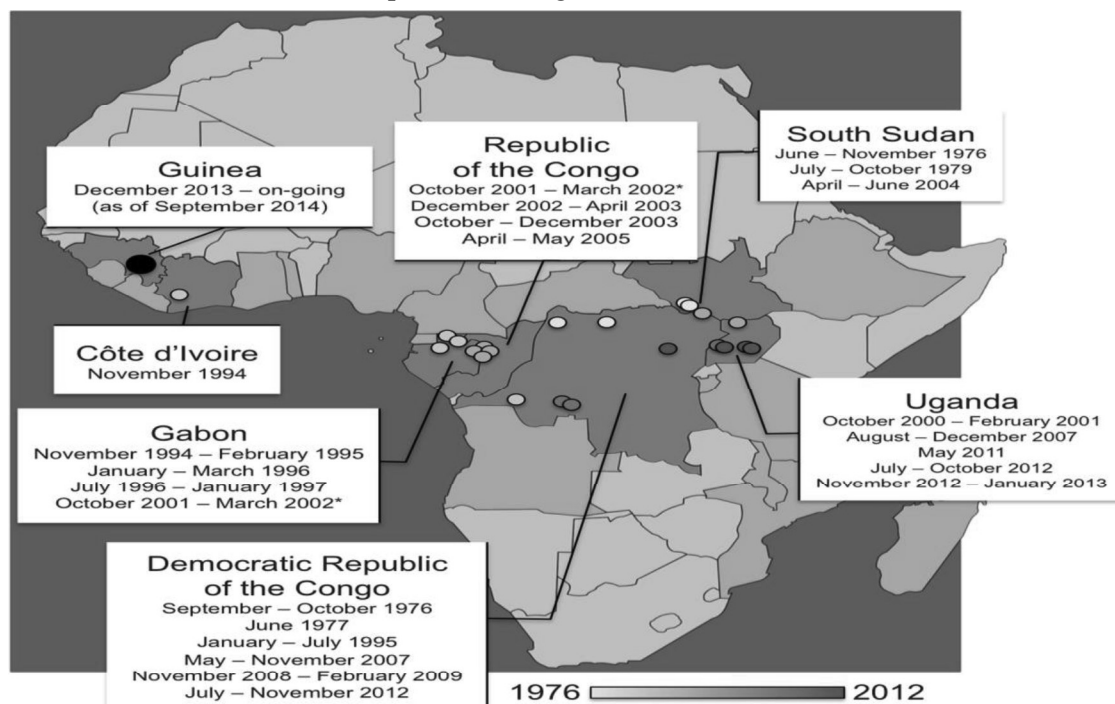 Guinea
December 2013 – on-going
(as of September 2014)
Republic
of the Congo
October 2001 – March 2002*
December 2002 – April 2003
October – December 2003
April – May 2005
South Sudan
June – November 1976
July – October 1979
April – June 2004
Côte d'Ivoire
November 1994
Gabon
November 1994 – February 1995
January – March 1996
July 1996 – January 1997
October 2001 – March 2002*
Uganda
October 2000 – February 2001
August – December 2007
May 2011
July – October 2012
November 2012 – January 2013
Democratic Republic
of the Congo
September – October 1976
June 1977
January – July 1995
May – November 2007
November 2008 – February 2009
July – November 2012
1976 2012